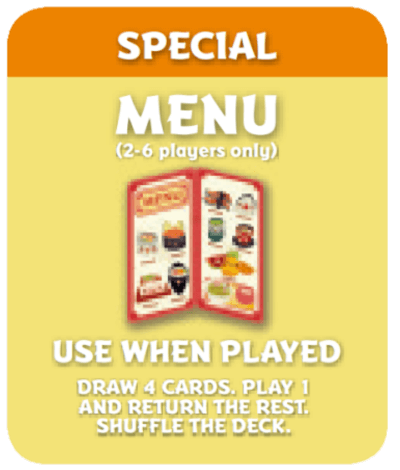 SPECIAL
MENU
(2-6 players only)
MENU
USE WHEN PLAYED
DRAW 4 CARDS. PLAY 1
AND RETURN THE REST.
SHUFFLE THE DECK.